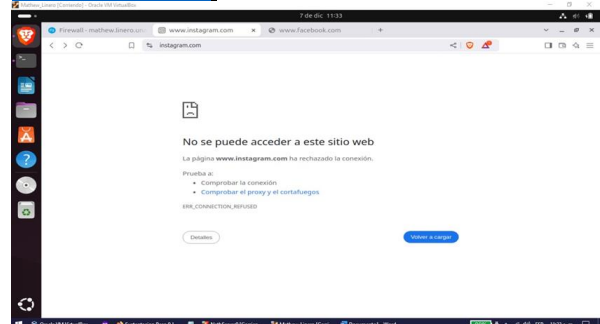 Mathew_Linero [Corriendo] - Oracle VM VirtualBox
7 de dic 11:33
Firewall - mathew.linero.uni
www.instagram.com
www.facebook.com
instagram.com
No se puede acceder a este sitio web
La página www.instagram.com ha rechazado la conexión.
Prueba a:
Comprobar la conexión
Comprobar el proxy y el cortafuegos
ERR_CONNECTION_REFUSED
Detalles
Volver a cargar